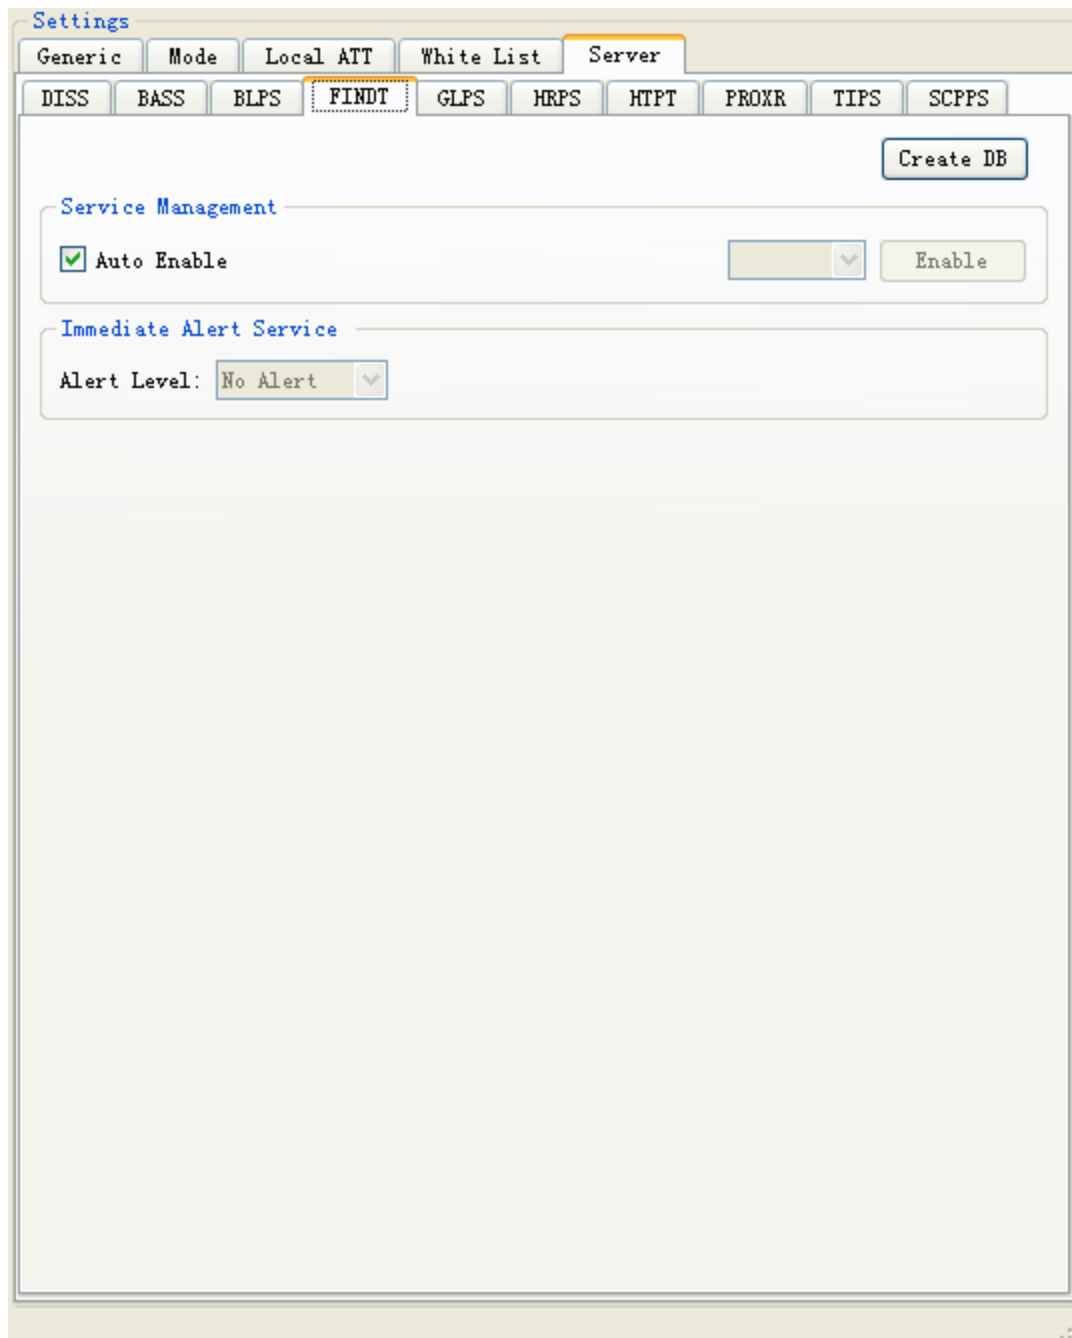 Settings
Generic Mode Local ATT White List Server
DISS BASS BLPS FINDT GLPS HRPS HTPT PROXR TIPS SCPPS
Create DB
Service Management
Auto Enable Enable
Immediate Alert Service
Alert Level: No Alert